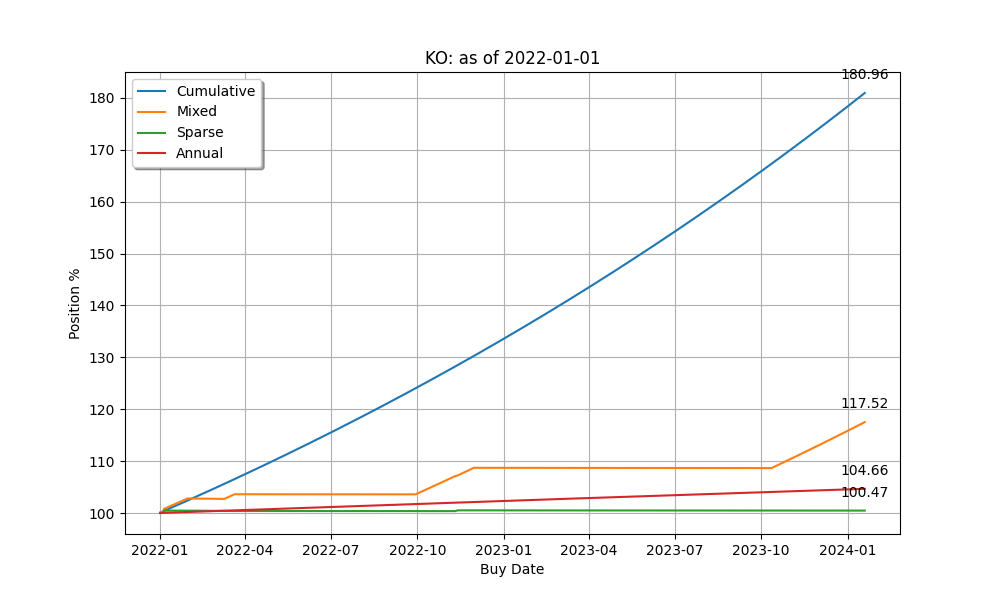 KO: as of 2022-01-01
180.96
180
Cumulative
Mixed
Sparse
Annual
170
160
150
140
130
120
110
100
117.52
104.66
100.47
Position %
2022-01 2022-04 2022-07 2022-10 2023-01 2023-04 2023-07 2023-10 2024-01
Buy Date